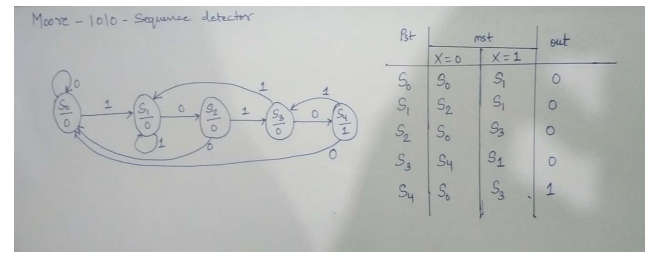 Moore - 1010 - Sequence detector
0
1 0 1 0
1 1
S₀ 0
S₁ 0
S₂ 0
S₃ 0
S₄ 1
1 0 0
Pst nst out
X=0 X=1
S₀ S₀ S₁ 0
S₁ S₂ S₁ 0
S₂ S₀ S₃ 0
S₃ S₄ S₁ 0
S₄ S₀ S₃ 1